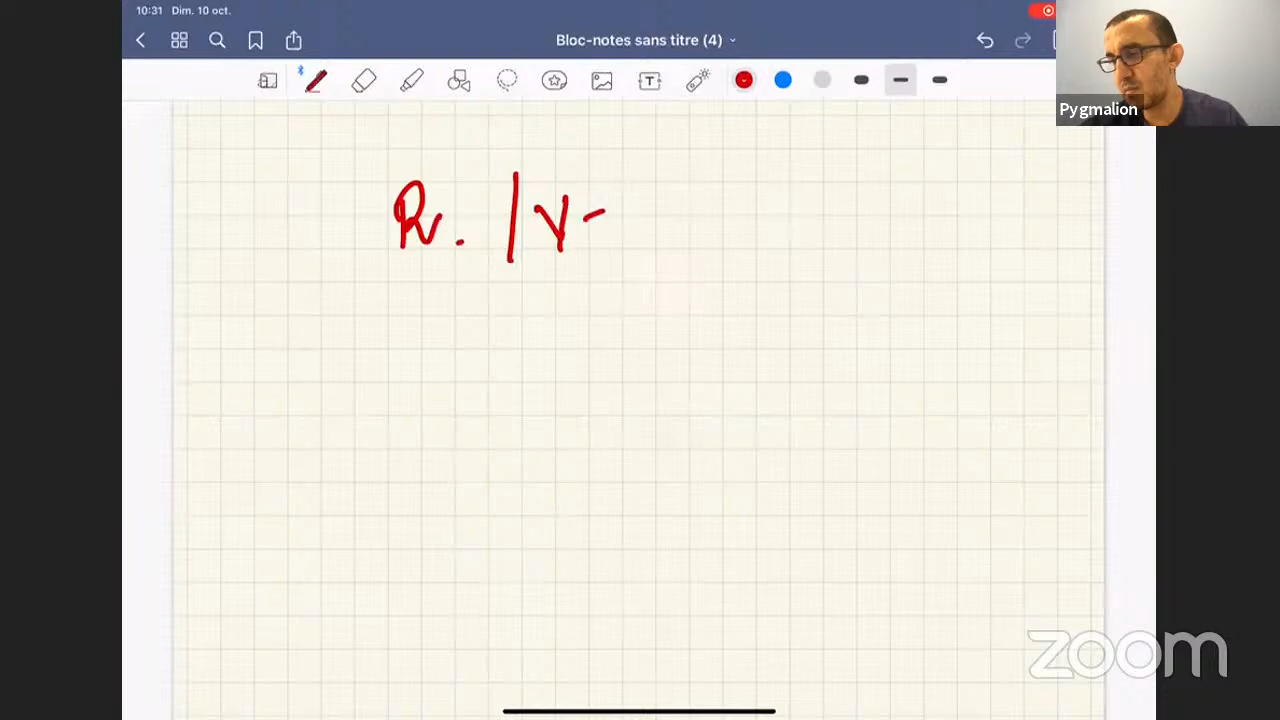 10:31 Dim. 10 oct.
Bloc-notes sans titre (4)
T
Pygmalion
R. | Y -
zoom